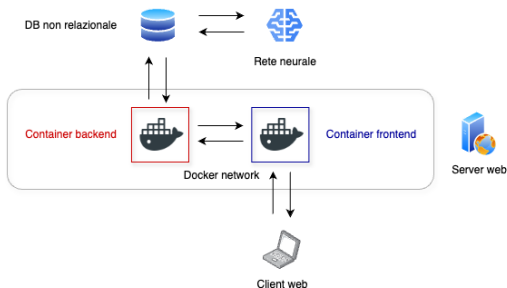 DB non relazionale
Rete neurale
Container backend
Container frontend
Docker network
Server web
Client web